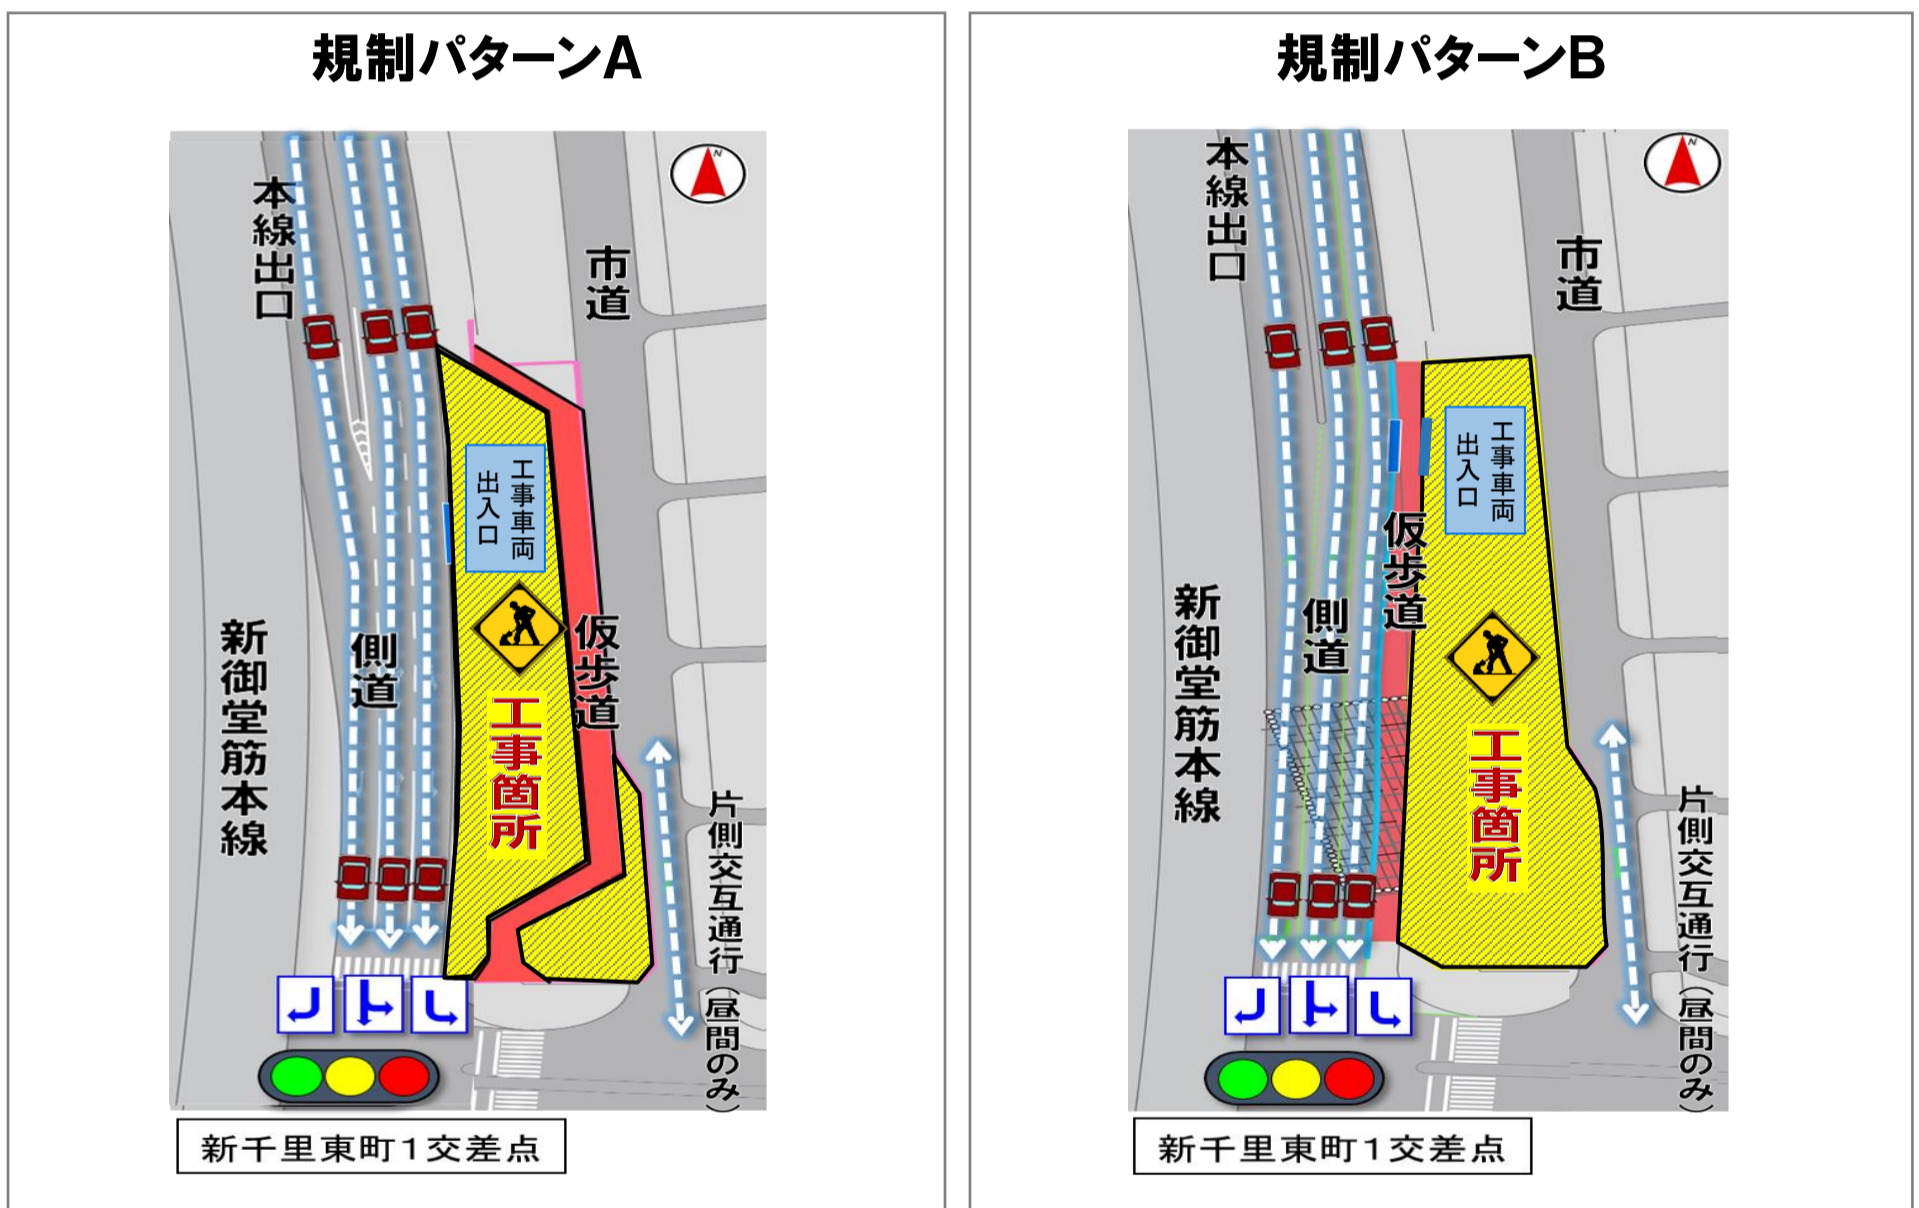 規制パターンA
N
本線出口
市道
工事車両
出入口
仮歩道
側道
新御堂筋本線
工事箇所
片側交互通行（昼間のみ）
新千里東町1交差点
規制パターンB
N
本線出口
市道
工事車両
出入口
仮歩道
側道
新御堂筋本線
工事箇所
片側交互通行（昼間のみ）
新千里東町1交差点